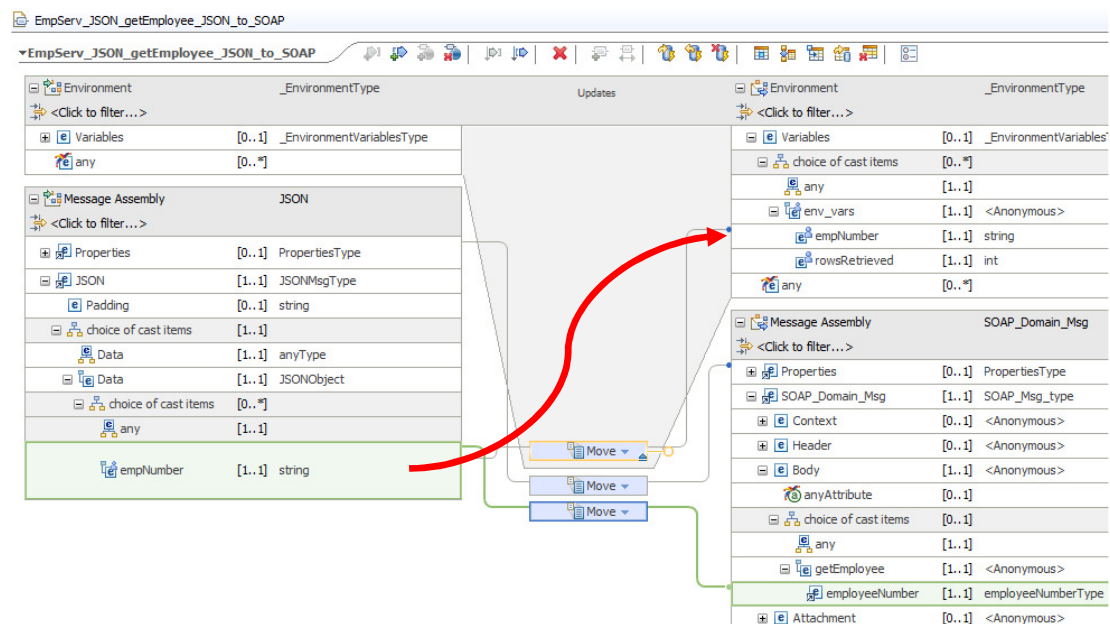 EmpServ_JSON_getEmployee_JSON_to_SOAP
EmpServ_JSON_getEmployee_JSON_to_SOAP
Environment _EnvironmentType
<Click to filter...>
Variables [0..1] _EnvironmentVariablesType
any [0..*]
Message Assembly JSON
<Click to filter...>
Properties [0..1] PropertiesType
JSON [1..1] JSONMsgType
Padding [0..1] string
choice of cast items [1..1]
Data [1..1] anyType
Data [1..1] JSONObject
choice of cast items [0..*]
any [1..1]
empNumber [1..1] string
Updates
Move
Move
Move
Environment _EnvironmentType
<Click to filter...>
Variables [0..1] _EnvironmentVariables
choice of cast items [0..*]
any [1..1]
env_vars [1..1] <Anonymous>
empNumber [1..1] string
rowsRetrieved [1..1] int
any [0..*]
Message Assembly SOAP_Domain_Msg
<Click to filter...>
Properties [0..1] PropertiesType
SOAP_Domain_Msg [1..1] SOAP_Msg_type
Context [0..1] <Anonymous>
Header [0..1] <Anonymous>
Body [1..1] <Anonymous>
anyAttribute [0..1]
choice of cast items [0..1]
any [1..1]
getEmployee [1..1] <Anonymous>
employeeNumber [1..1] employeeNumberType
Attachment [0..1] <Anonymous>